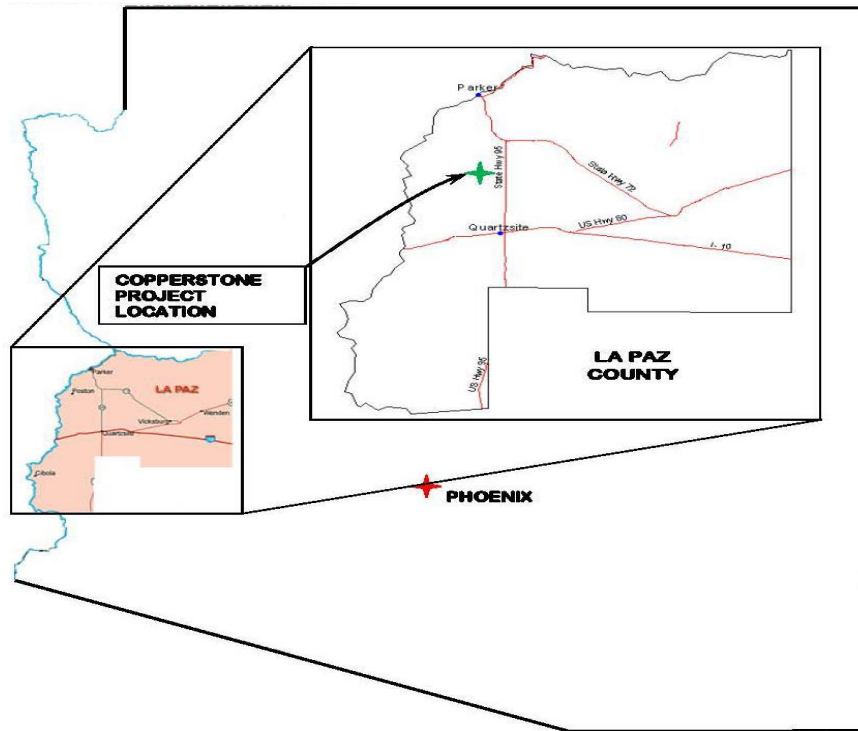 Parker
State Hwy 95
State Hwy 72
US Hwy 60
Quartzsite
I- 10
COPPERSTONE
PROJECT
LOCATION
LA PAZ
COUNTY
US Hwy 95
Parker
LA PAZ
Poston
Vicksburg
Wenden
Quartzsite
Cibola
PHOENIX